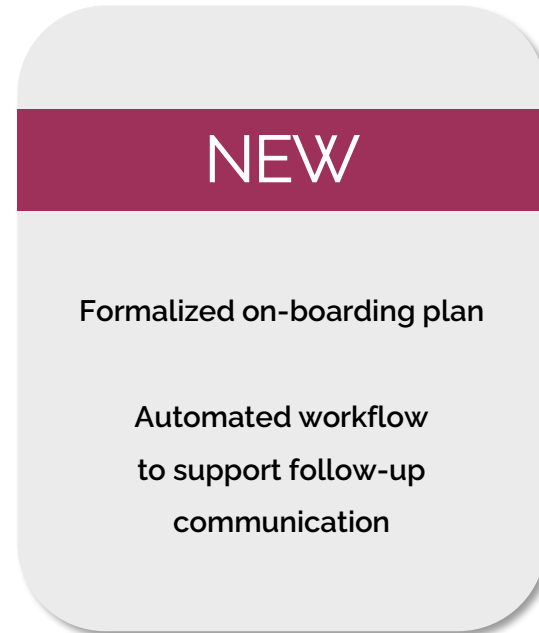 NEW
Formalized on-boarding plan
Automated workflow
to support follow-up
communication